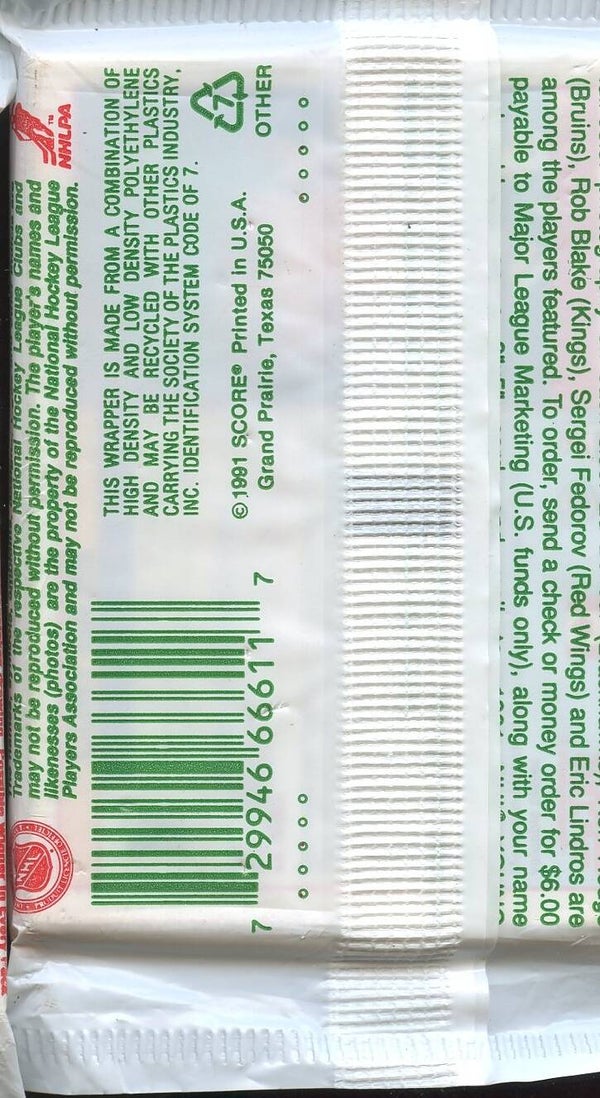 Trademarks of the respective National Hockey League Clubs and
may not be reproduced without permission. The player's names and
likenesses (photos) are the property of the National Hockey League
Players Association and may not be reproduced without permission.
TM
NHLPA
NHL
THIS WRAPPER IS MADE FROM A COMBINATION OF
HIGH DENSITY AND LOW DENSITY POLYETHYLENE
AND MAY BE RECYCLED WITH OTHER PLASTICS
CARRYING THE SOCIETY OF THE PLASTICS INDUSTRY,
INC. IDENTIFICATION SYSTEM CODE OF 7.
7
OTHER
© 1991 SCORE® Printed in U.S.A.
Grand Prairie, Texas 75050
7 29946 66611 7
(Bruins), Rob Blake (Kings), Sergei Fedorov (Red Wings) and Eric Lindros are
among the players featured. To order, send a check or money order for $6.00
payable to Major League Marketing (U.S. funds only), along with your name